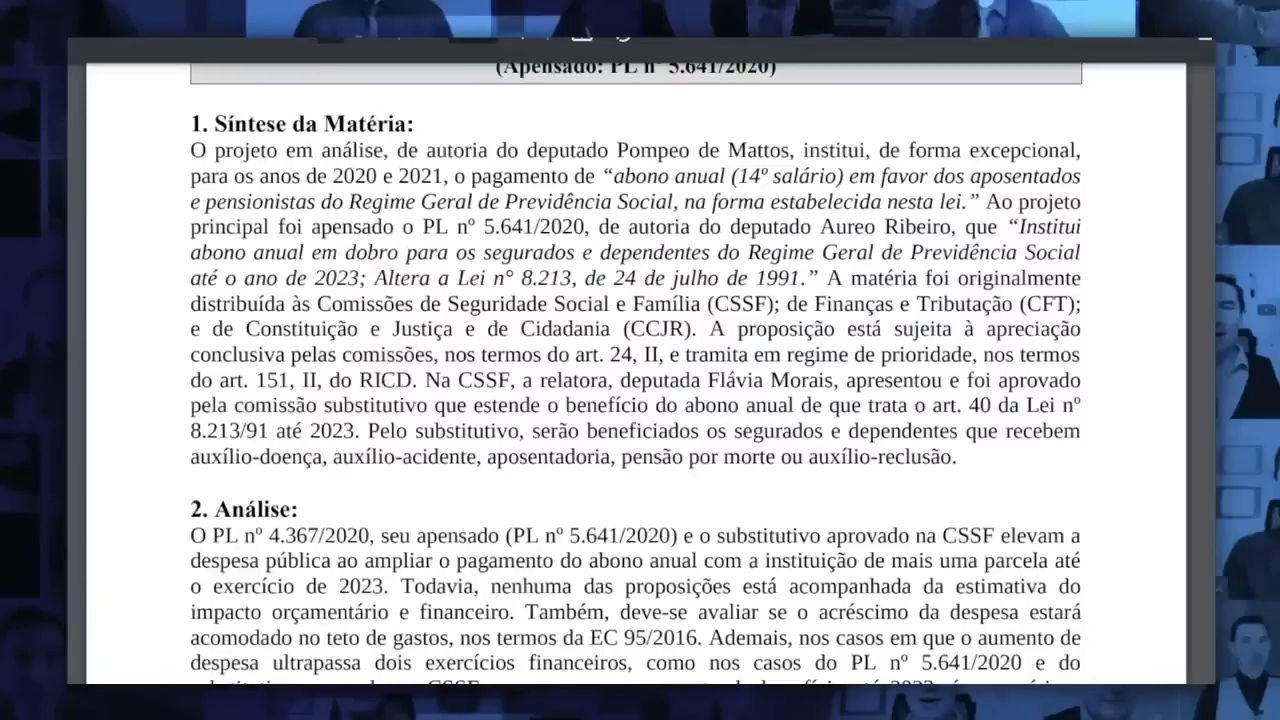 (Apensado: PL nº 5.641/2020)
1. Síntese da Matéria:
O projeto em análise, de autoria do deputado Pompeo de Mattos, institui, de forma excepcional,
para os anos de 2020 e 2021, o pagamento de “abono anual (14º salário) em favor dos aposentados
e pensionistas do Regime Geral de Previdência Social, na forma estabelecida nesta lei.” Ao projeto
principal foi apensado o PL nº 5.641/2020, de autoria do deputado Aureo Ribeiro, que “Institui
abono anual em dobro para os segurados e dependentes do Regime Geral de Previdência Social
até o ano de 2023; Altera a Lei n° 8.213, de 24 de julho de 1991.” A matéria foi originalmente
distribuída às Comissões de Seguridade Social e Família (CSSF); de Finanças e Tributação (CFT);
e de Constituição e Justiça e de Cidadania (CCJR). A proposição está sujeita à apreciação
conclusiva pelas comissões, nos termos do art. 24, II, e tramita em regime de prioridade, nos termos
do art. 151, II, do RICD. Na CSSF, a relatora, deputada Flávia Morais, apresentou e foi aprovado
pela comissão substitutivo que estende o benefício do abono anual de que trata o art. 40 da Lei nº
8.213/91 até 2023. Pelo substitutivo, serão beneficiados os segurados e dependentes que recebem
auxílio-doença, auxílio-acidente, aposentadoria, pensão por morte ou auxílio-reclusão.
2. Análise:
O PL nº 4.367/2020, seu apensado (PL nº 5.641/2020) e o substitutivo aprovado na CSSF elevam a
despesa pública ao ampliar o pagamento do abono anual com a instituição de mais uma parcela até
o exercício de 2023. Todavia, nenhuma das proposições está acompanhada da estimativa do
impacto orçamentário e financeiro. Também, deve-se avaliar se o acréscimo da despesa estará
acomodado no teto de gastos, nos termos da EC 95/2016. Ademais, nos casos em que o aumento de
despesa ultrapassa dois exercícios financeiros, como nos casos do PL nº 5.641/2020 e do